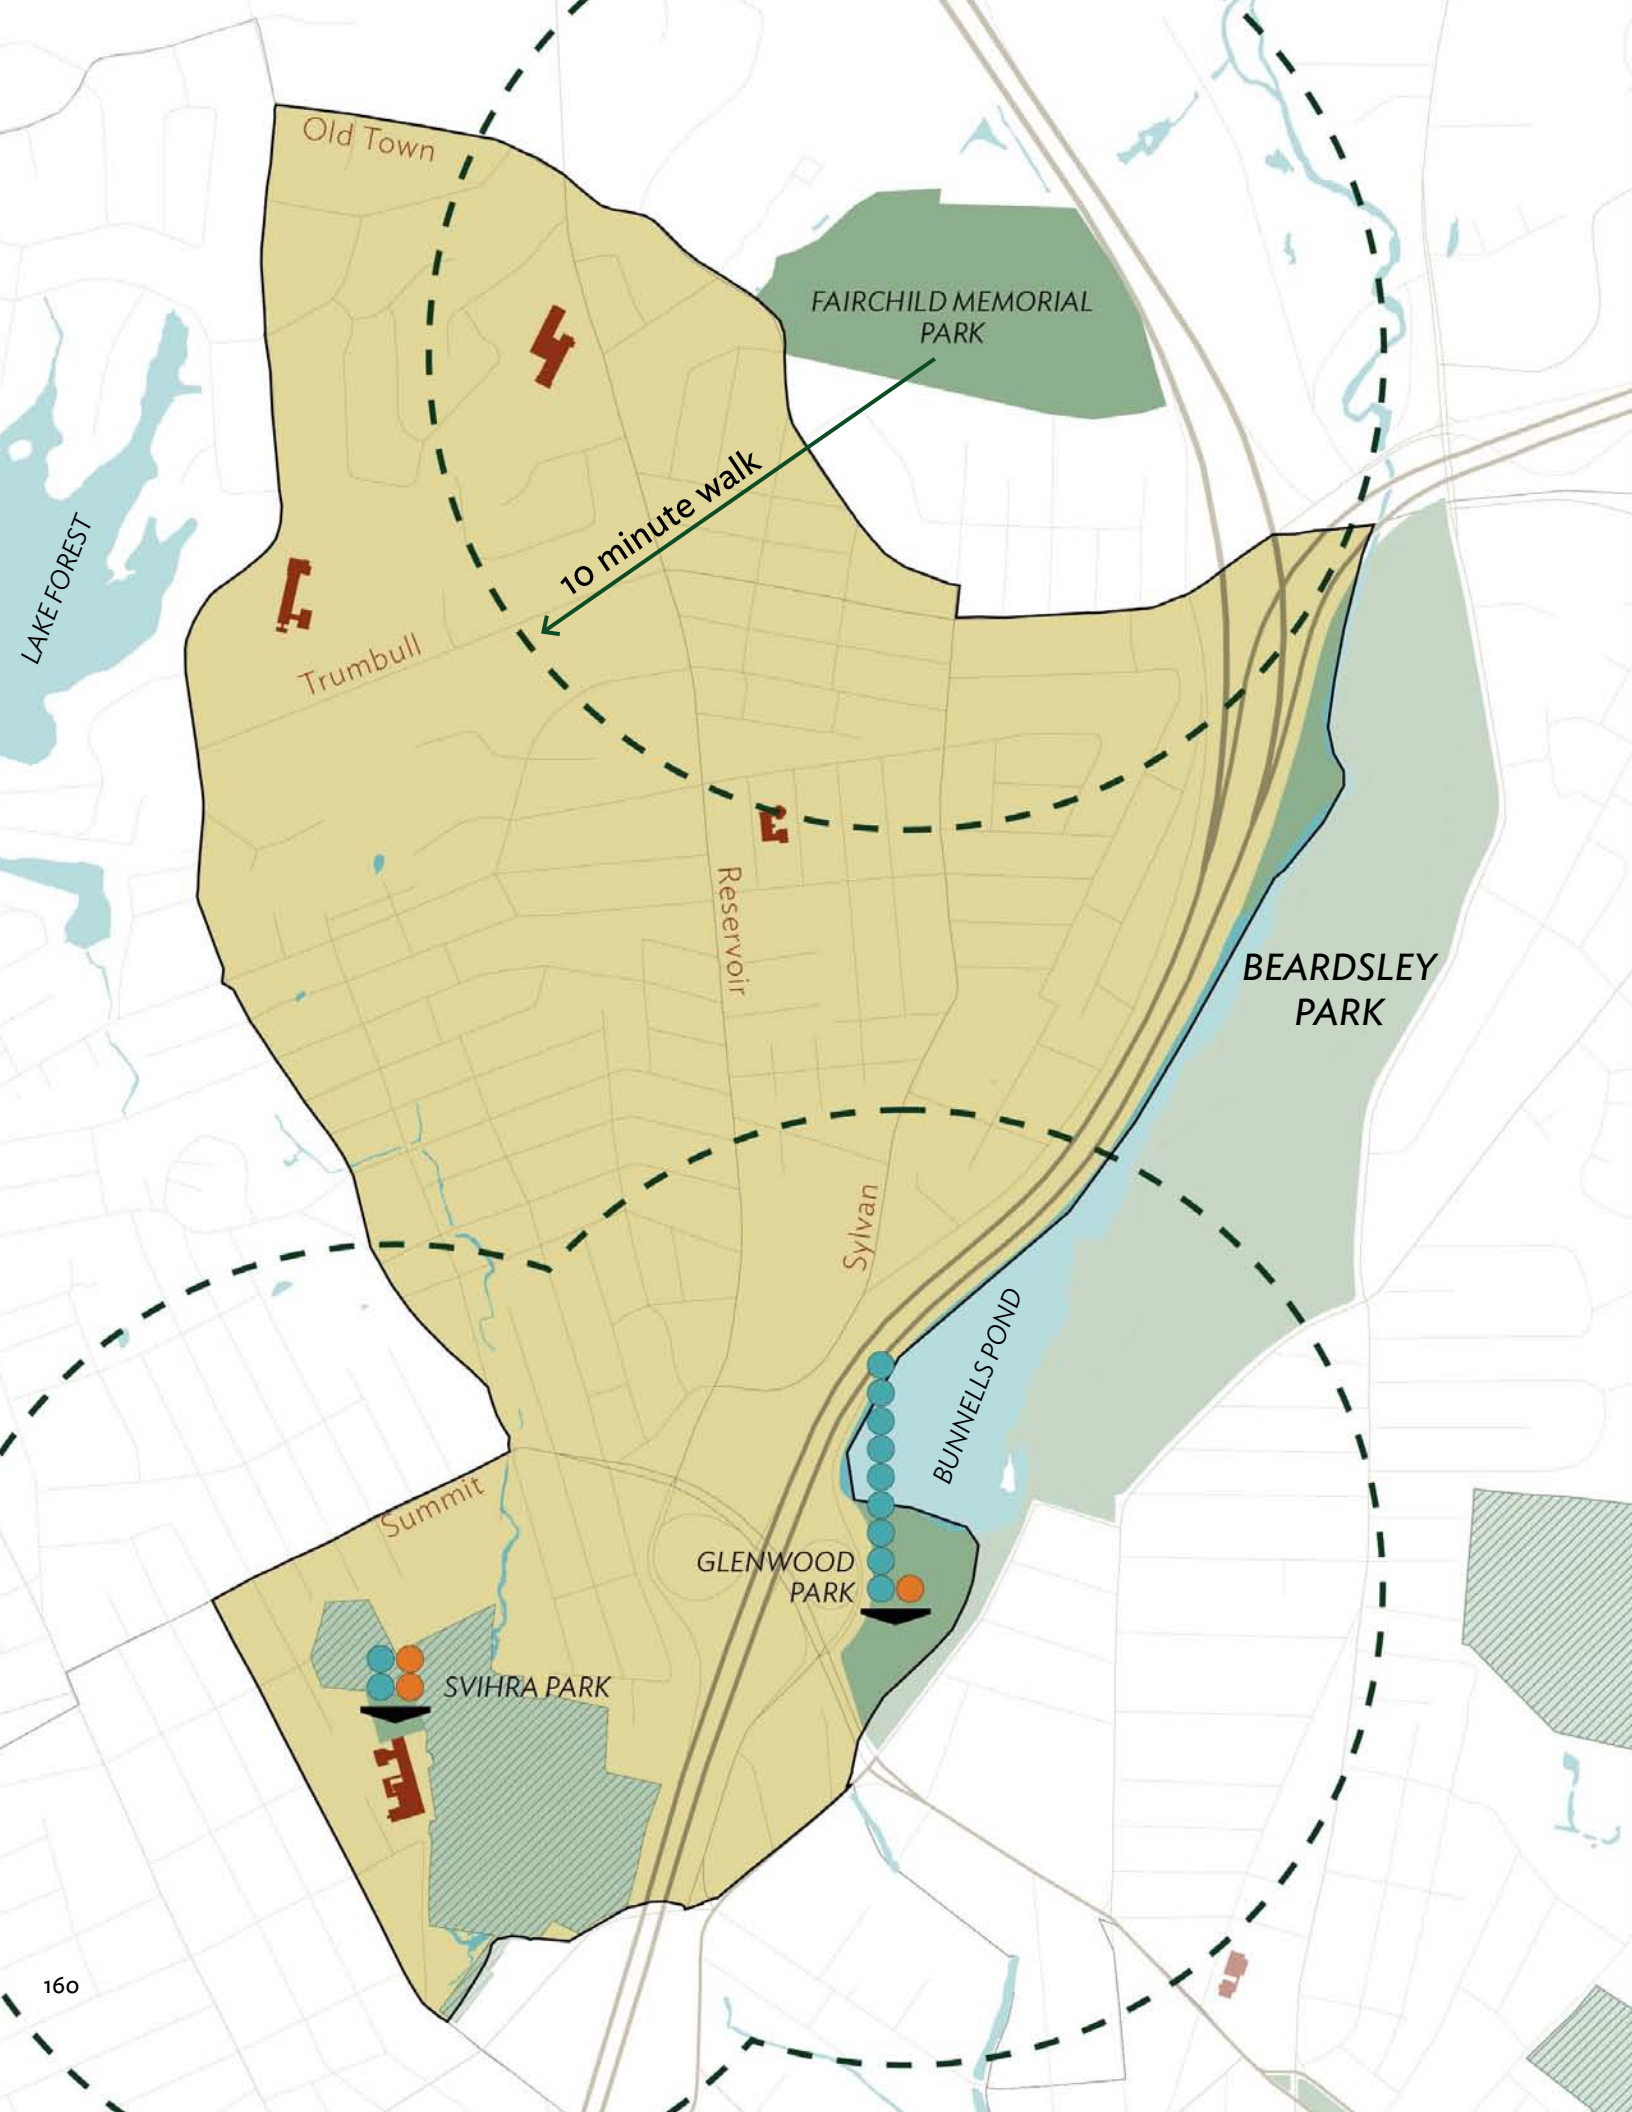 Old Town
FAIRCHILD MEMORIAL
PARK
10 minute walk
LAKE FOREST
Trumbull
Reservoir
BEARDSLEY
PARK
Sylvan
BUNNELLS POND
Summit
GLENWOOD
PARK
SVIHRA PARK
160